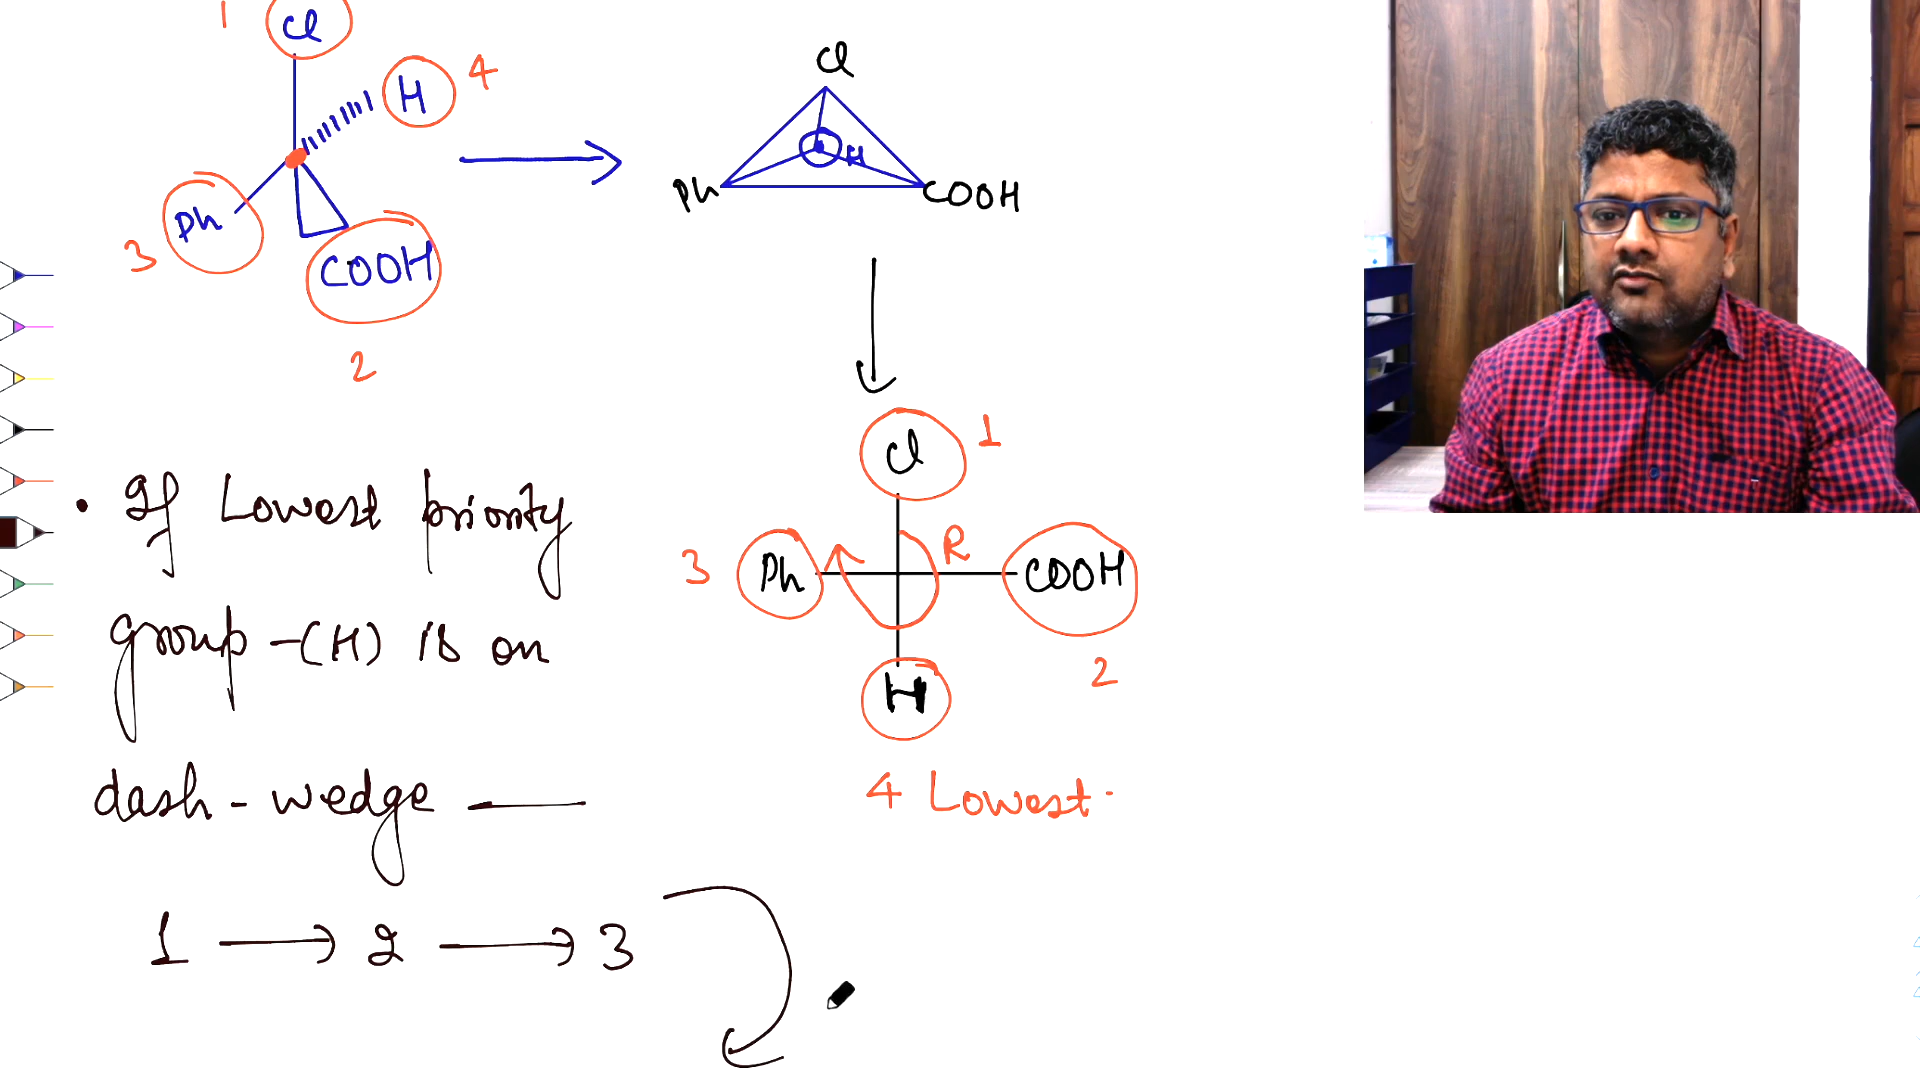 1
Cl
H 4
Ph
3
COOH
2
Cl
H
Ph COOH
Cl 1
3 Ph R COOH
2
H
4 Lowest.
• If Lowest priority
group -(H) is on
dash - wedge —
1 → 2 → 3